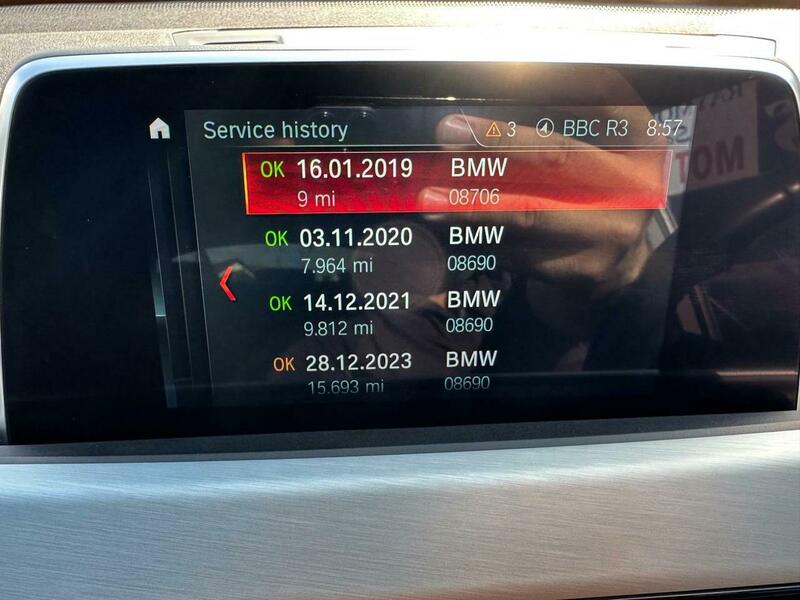 Service history 3 BBC R3 8:57
OK 16.01.2019 BMW
9 mi 08706
OK 03.11.2020 BMW
7.964 mi 08690
OK 14.12.2021 BMW
9.812 mi 08690
OK 28.12.2023 BMW
15.693 mi 08690
MOT